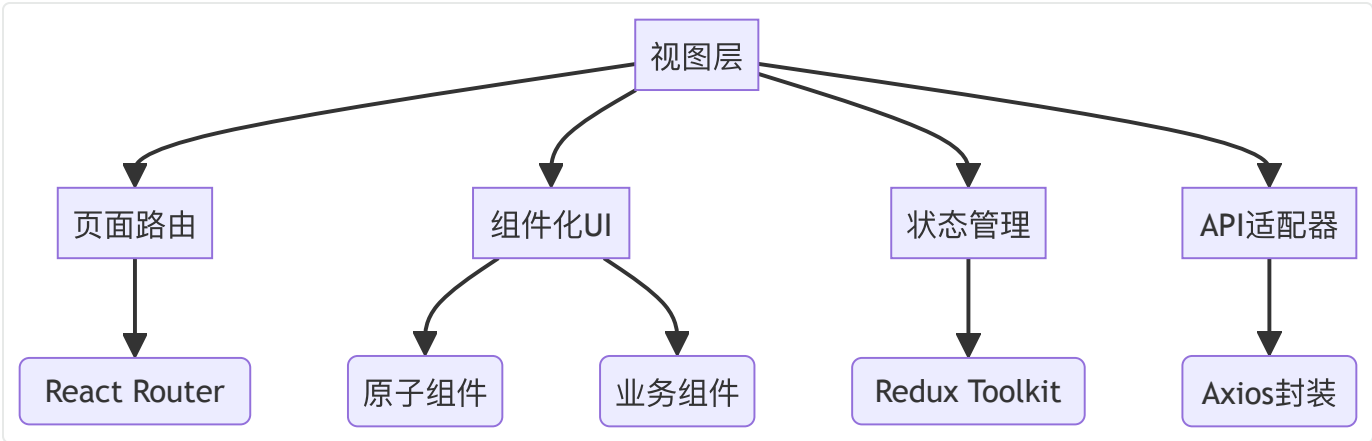 视图层
页面路由
组件化UI
状态管理
API适配器
React Router
原子组件
业务组件
Redux Toolkit
Axios封装